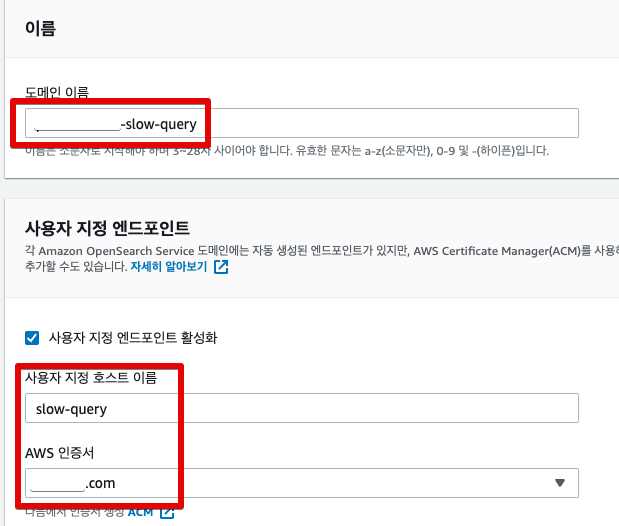 이름
도메인 이름
-slow-query
이름은 소문자로 시작해야 하며 3~28자 사이어야 합니다. 유효한 문자는 a-z(소문자만), 0-9 및 -(하이픈)입니다.
사용자 지정 엔드포인트
각 Amazon OpenSearch Service 도메인에는 자동 생성된 엔드포인트가 있지만, AWS Certificate Manager(ACM)를 사용하
추가할 수도 있습니다. 자세히 알아보기
사용자 지정 엔드포인트 활성화
사용자 지정 호스트 이름
slow-query
AWS 인증서
.com
다음에서 인증서 생성 ACM